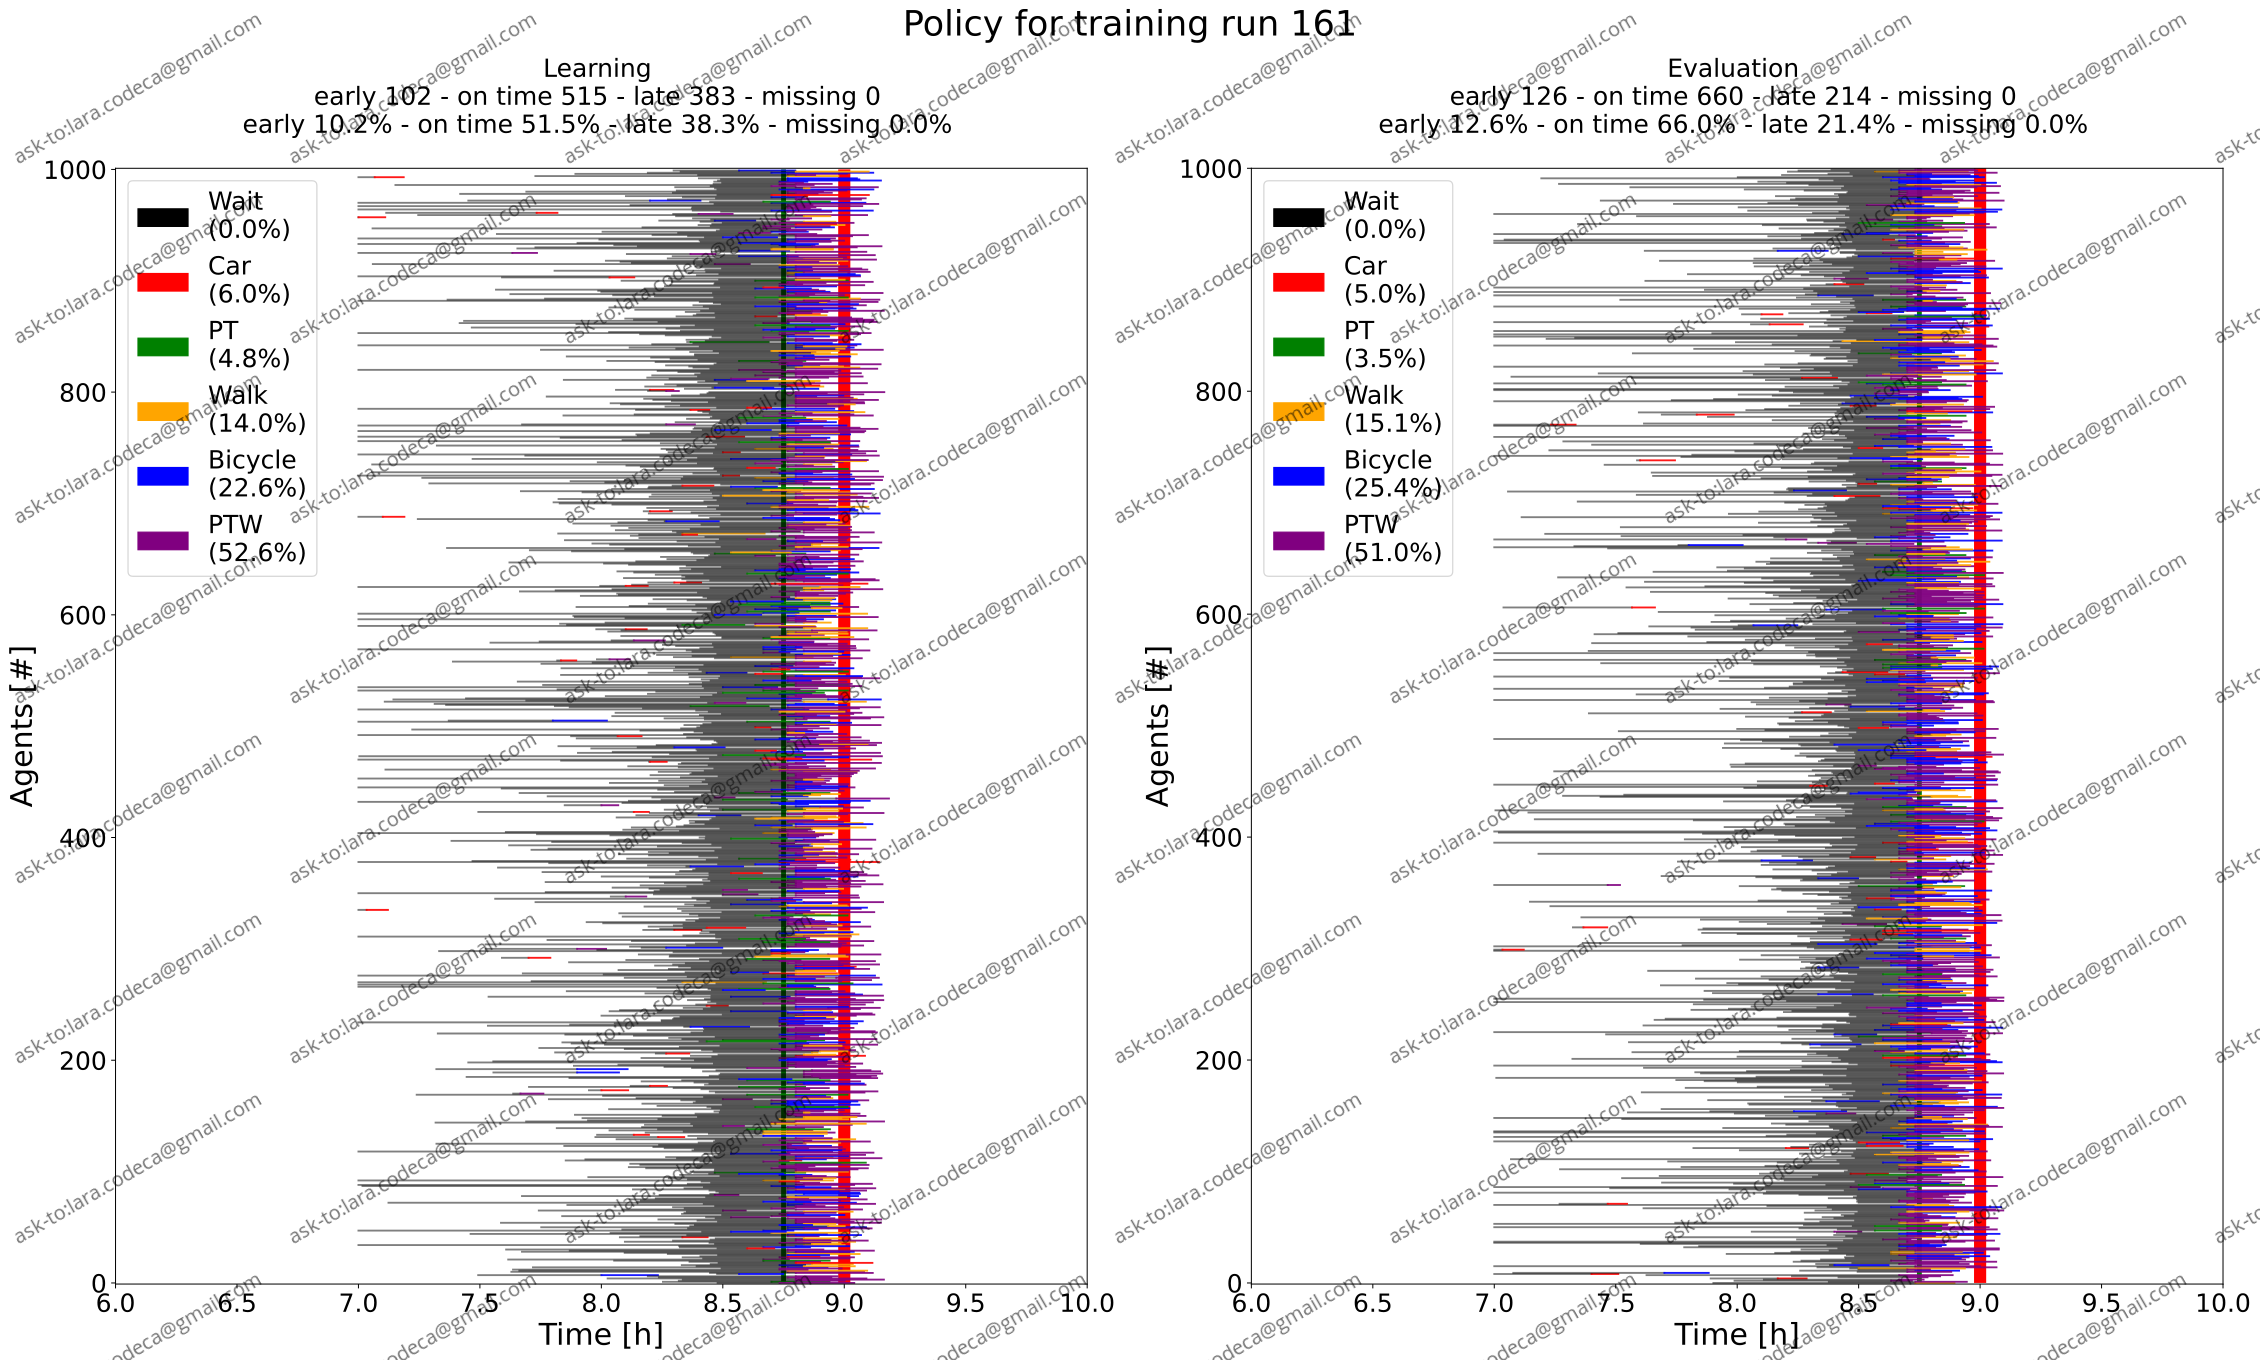 Policy for training run 161
Learning
early 102 - on time 515 - late 383 - missing 0
early 10.2% - on time 51.5% - late 38.3% - missing 0.0%
1000
800
600
400
200
0
Agents [#]
Wait
(0.0%)
Car
(6.0%)
PT
(4.8%)
Walk
(14.0%)
Bicycle
(22.6%)
PTW
(52.6%)
6.0 6.5 7.0 7.5 8.0 8.5 9.0 9.5 10.0
Time [h]
Evaluation
early 126 - on time 660 - late 214 - missing 0
early 12.6% - on time 66.0% - late 21.4% - missing 0.0%
1000
800
600
400
200
0
Agents [#]
Wait
(0.0%)
Car
(5.0%)
PT
(3.5%)
Walk
(15.1%)
Bicycle
(25.4%)
PTW
(51.0%)
6.0 6.5 7.0 7.5 8.0 8.5 9.0 9.5 10.0
Time [h]
ask-to:lara.codeca@gmail.com